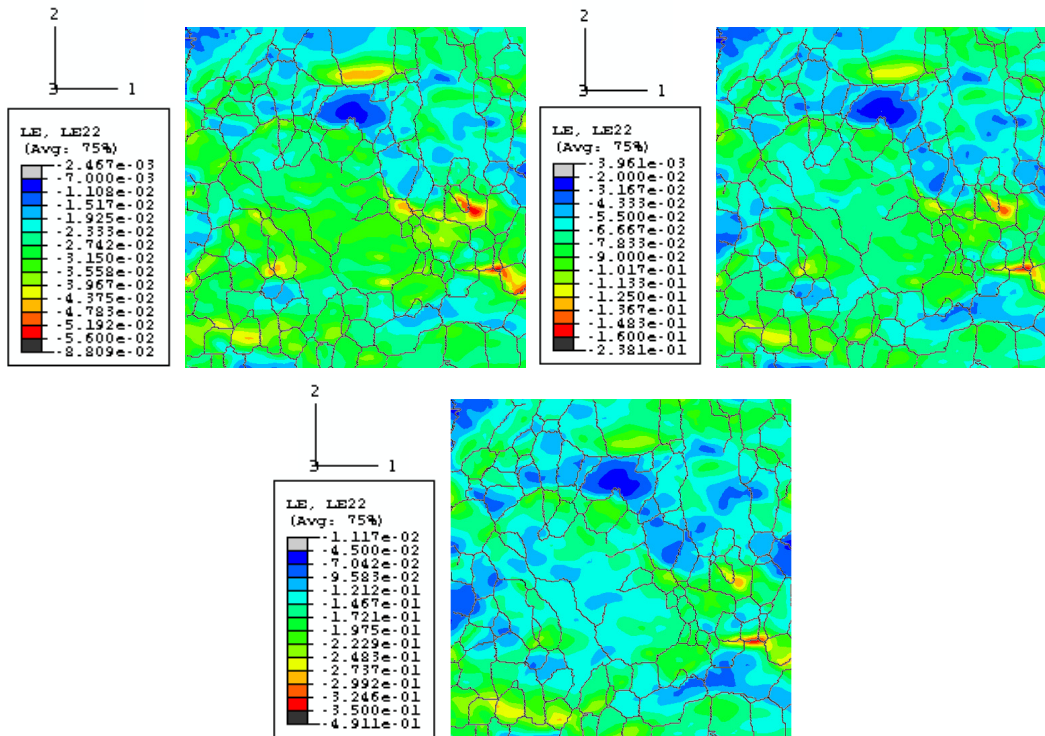 2
3
1
LE, LE22
(Avg: 75%)
-2.467e-03
-7.000e-03
-1.108e-02
-1.517e-02
-1.925e-02
-2.333e-02
-2.742e-02
-3.150e-02
-3.558e-02
-3.967e-02
-4.375e-02
-4.783e-02
-5.192e-02
-5.600e-02
-8.809e-02
2
3
1
LE, LE22
(Avg: 75%)
-3.961e-03
-2.000e-02
-3.167e-02
-4.333e-02
-5.500e-02
-6.667e-02
-7.833e-02
-9.000e-02
-1.017e-01
-1.133e-01
-1.250e-01
-1.367e-01
-1.483e-01
-1.600e-01
-2.381e-01
2
3
1
LE, LE22
(Avg: 75%)
-1.117e-02
-4.500e-02
-7.042e-02
-9.583e-02
-1.212e-01
-1.467e-01
-1.721e-01
-1.975e-01
-2.229e-01
-2.483e-01
-2.737e-01
-2.992e-01
-3.246e-01
-3.500e-01
-4.911e-01